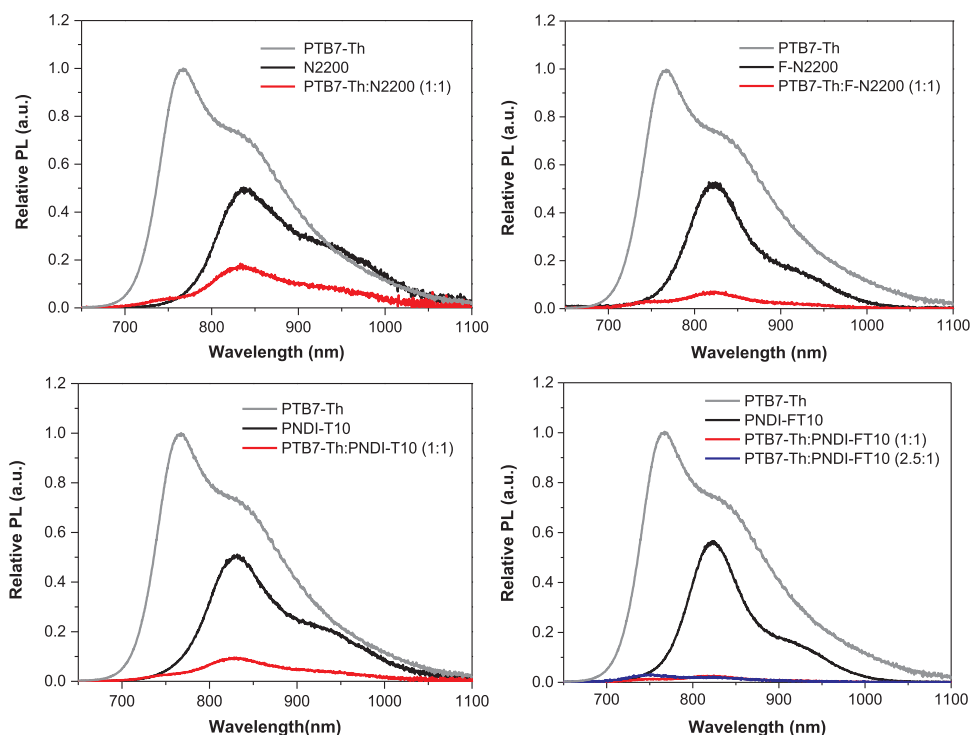 PTB7-Th
N2200
PTB7-Th:N2200 (1:1)
Relative PL (a.u.)
1.2
1.0
0.8
0.6
0.4
0.2
0.0
700
800
900
1000
1100
Wavelength (nm)
PTB7-Th
F-N2200
PTB7-Th:F-N2200 (1:1)
Relative PL (a.u.)
1.2
1.0
0.8
0.6
0.4
0.2
0.0
700
800
900
1000
1100
Wavelength (nm)
PTB7-Th
PNDI-T10
PTB7-Th:PNDI-T10 (1:1)
Relative PL (a.u.)
1.2
1.0
0.8
0.6
0.4
0.2
0.0
700
800
900
1000
1100
Wavelength(nm)
PTB7-Th
PNDI-FT10
PTB7-Th:PNDI-FT10 (1:1)
PTB7-Th:PNDI-FT10 (2.5:1)
Relative PL (a.u.)
1.2
1.0
0.8
0.6
0.4
0.2
0.0
700
800
900
1000
1100
Wavelength (nm)